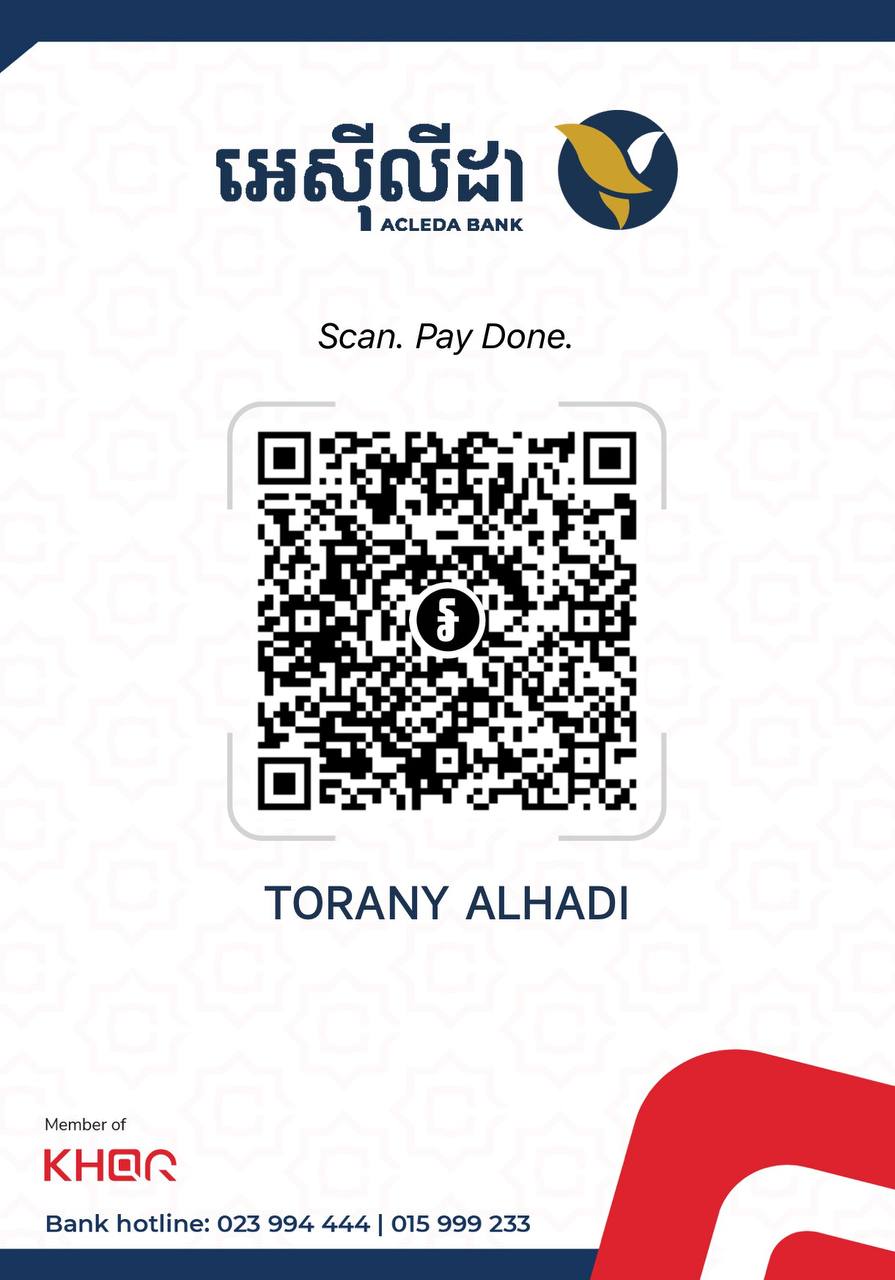 អេស៊ីលីដា
ACLEDA BANK
Scan. Pay Done.
៛
TORANY ALHADI
Member of
KHQR
Bank hotline: 023 994 444 | 015 999 233